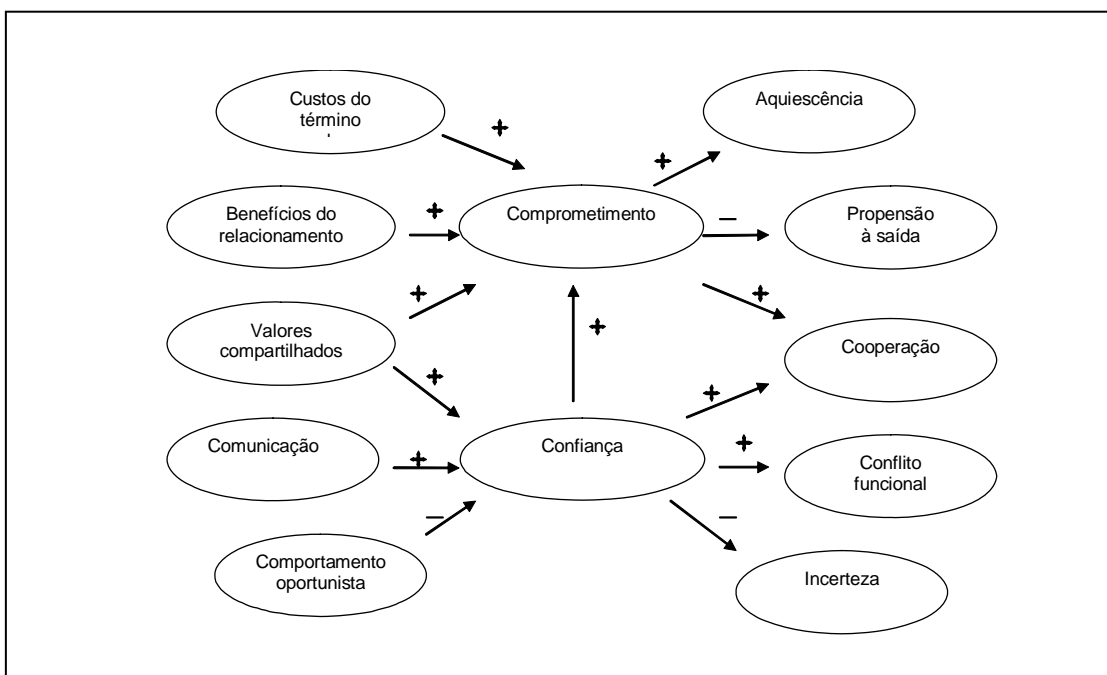 Custos do
término
Aquiescência
+
+
Benefícios do
relacionamento
+
Comprometimento
–
Propensão
à saída
+
+
Valores
compartilhados
+
Cooperação
+
+
Comunicação
+
Confiança
+
Conflito
funcional
–
–
Comportamento
oportunista
Incerteza